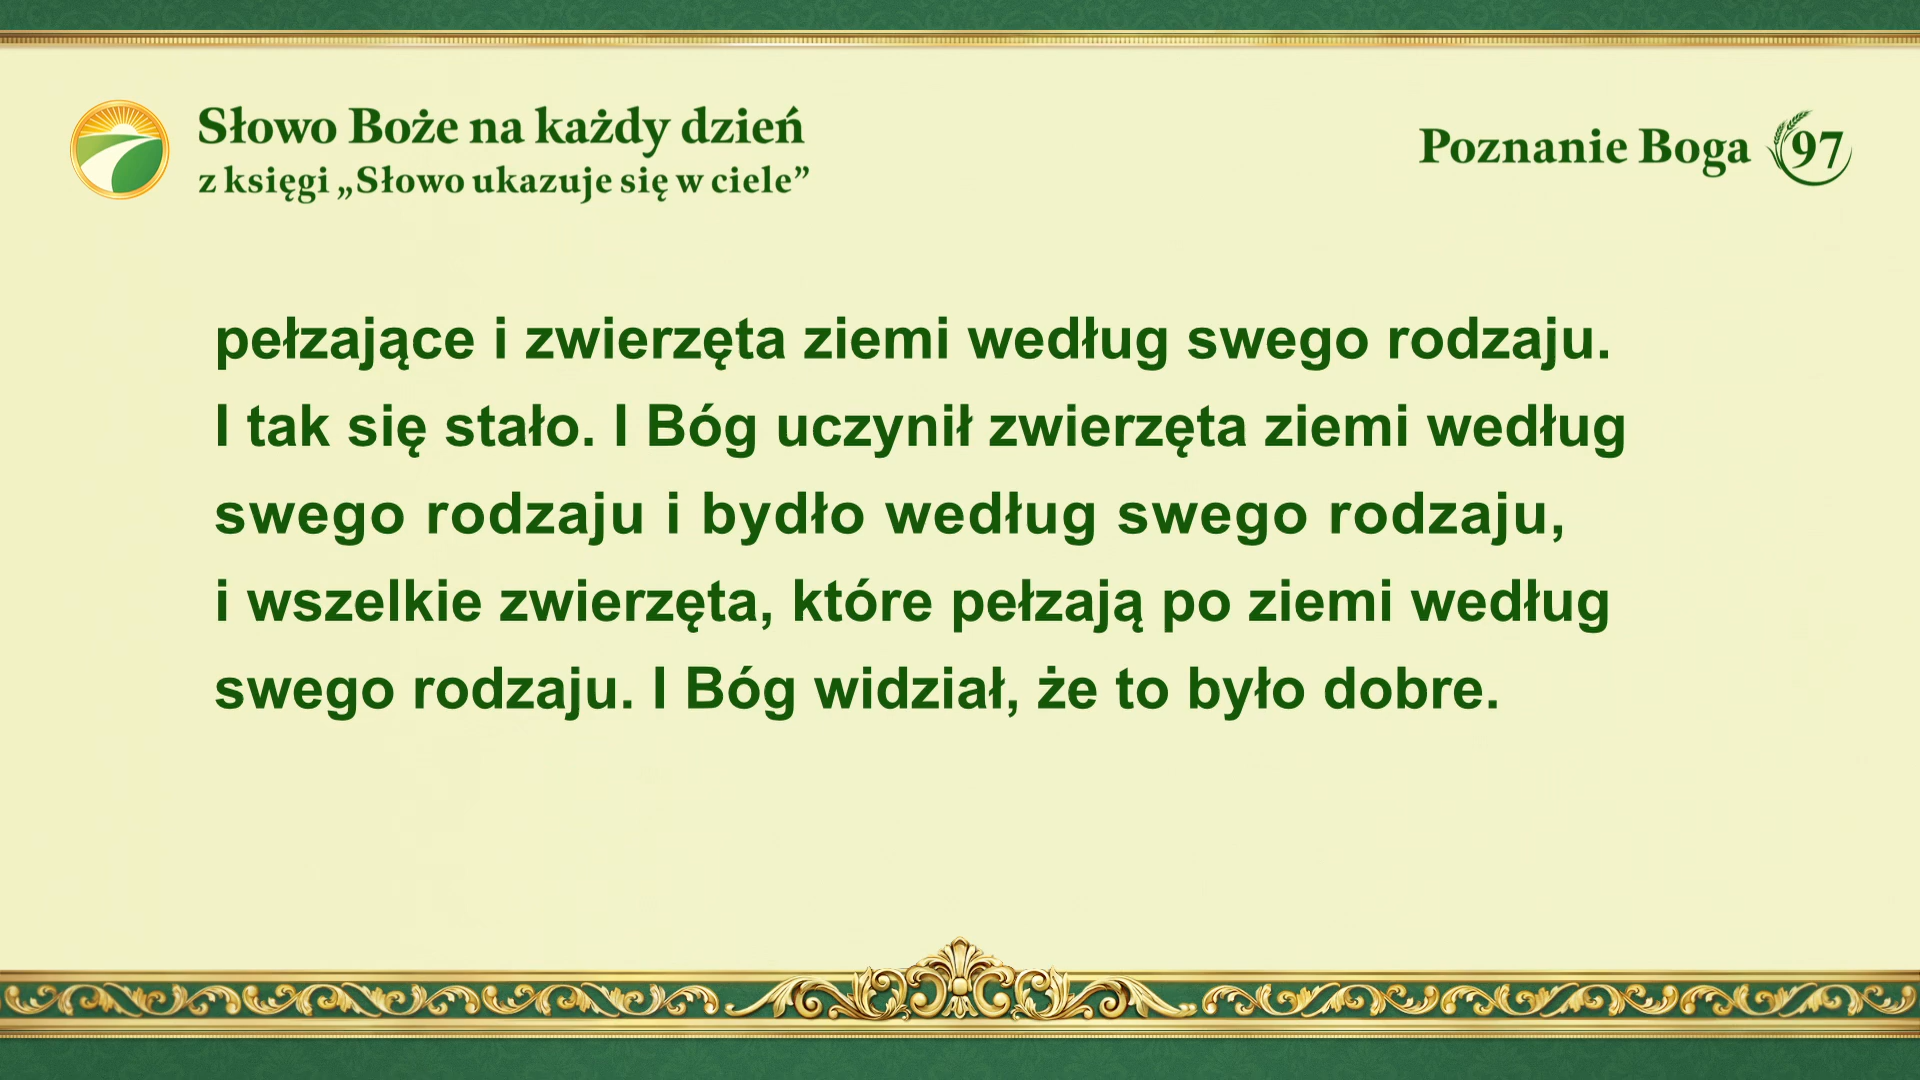 Słowo Boże na każdy dzień
z księgi „Słowo ukazuje się w ciele”
Poznanie Boga 97
pełzające i zwierzęta ziemi według swego rodzaju.
I tak się stało. I Bóg uczynił zwierzęta ziemi według
swego rodzaju i bydło według swego rodzaju,
i wszelkie zwierzęta, które pełzają po ziemi według
swego rodzaju. I Bóg widział, że to było dobre.